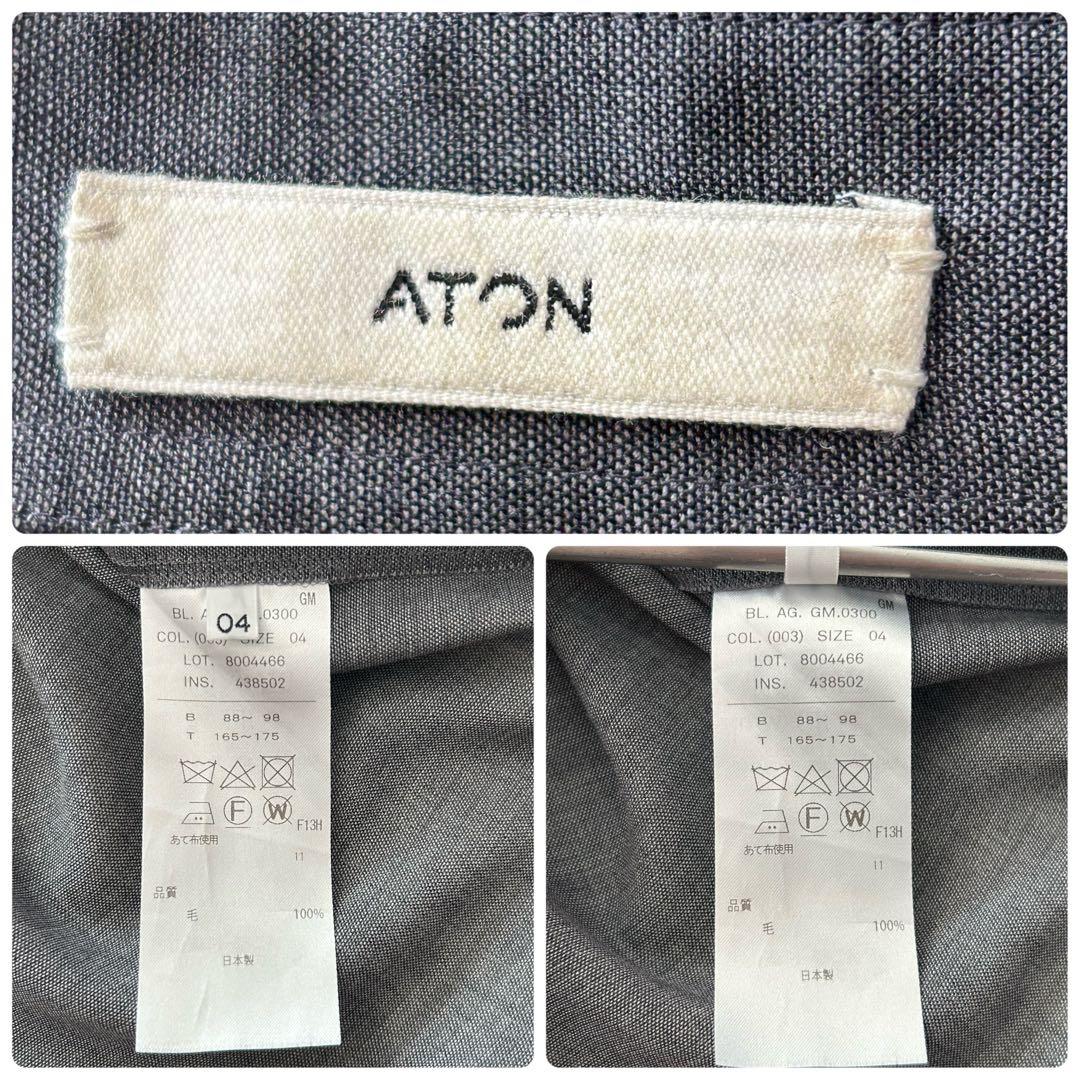 ATON
GM
BL. AG. .0300
04
COL. (003) SIZE 04
LOT. 8004466
INS. 438502
B 88～ 98
T 165～175
F W F13H
あて布使用
11
品質
毛 100%
日本製
GM
BL. AG. GM.0300
COL. (003) SIZE 04
LOT. 8004466
INS. 438502
B 88～ 98
T 165～175
F W F13H
あて布使用
11
品質
毛 100%
日本製